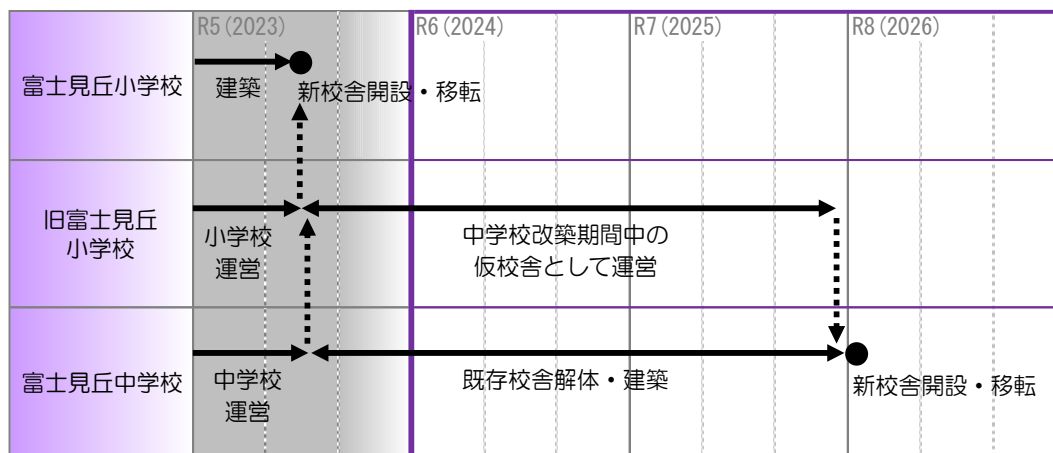 R5(2023)
R6(2024)
R7(2025)
R8(2026)
富士見丘小学校
建築
新校舎開設・移転
旧富士見丘
小学校
小学校
運営
中学校改築期間中の
仮校舎として運営
富士見丘中学校
中学校
運営
既存校舎解体・建築
新校舎開設・移転